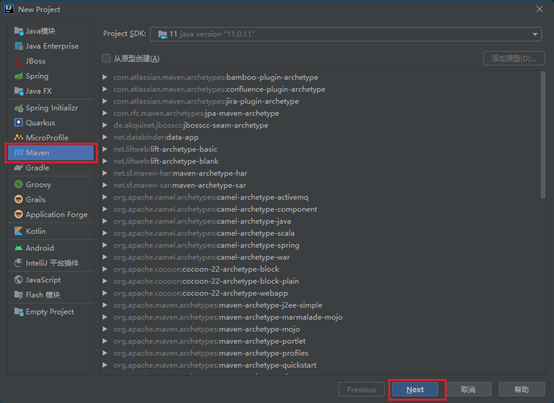 New Project
Java模块
Java Enterprise
JBoss
Spring
Java FX
Spring Initializr
Quarkus
MicroProfile
Maven
Gradle
Groovy
Grails
Application Forge
Kotlin
Android
IntelliJ 平台插件
JavaScript
Flash 模块
Empty Project
Project SDK: 11 java version "11.0.11"
从原型创建(A)
添加原型(D)...
com.atlassian.maven.archetypes:bamboo-plugin-archetype
com.atlassian.maven.archetypes:confluence-plugin-archetype
com.atlassian.maven.archetypes:jira-plugin-archetype
com.rfc.maven.archetypes:jpa-maven-archetype
de.akquinet.jbosscc:jbosscc-seam-archetype
net.databinder:data-app
net.liftweb:lift-archetype-basic
net.liftweb:lift-archetype-blank
net.sf.maven-har:maven-archetype-har
net.sf.maven-sar:maven-archetype-sar
org.apache.camel.archetypes:camel-archetype-activemq
org.apache.camel.archetypes:camel-archetype-component
org.apache.camel.archetypes:camel-archetype-java
org.apache.camel.archetypes:camel-archetype-scala
org.apache.camel.archetypes:camel-archetype-spring
org.apache.camel.archetypes:camel-archetype-war
org.apache.cocoon:cocoon-22-archetype-block
org.apache.cocoon:cocoon-22-archetype-block-plain
org.apache.cocoon:cocoon-22-archetype-webapp
org.apache.maven.archetypes:maven-archetype-j2ee-simple
org.apache.maven.archetypes:maven-archetype-marmalade-mojo
org.apache.maven.archetypes:maven-archetype-mojo
org.apache.maven.archetypes:maven-archetype-portlet
org.apache.maven.archetypes:maven-archetype-profiles
org.apache.maven.archetypes:maven-archetype-quickstart
Previous
Next
取消
帮助